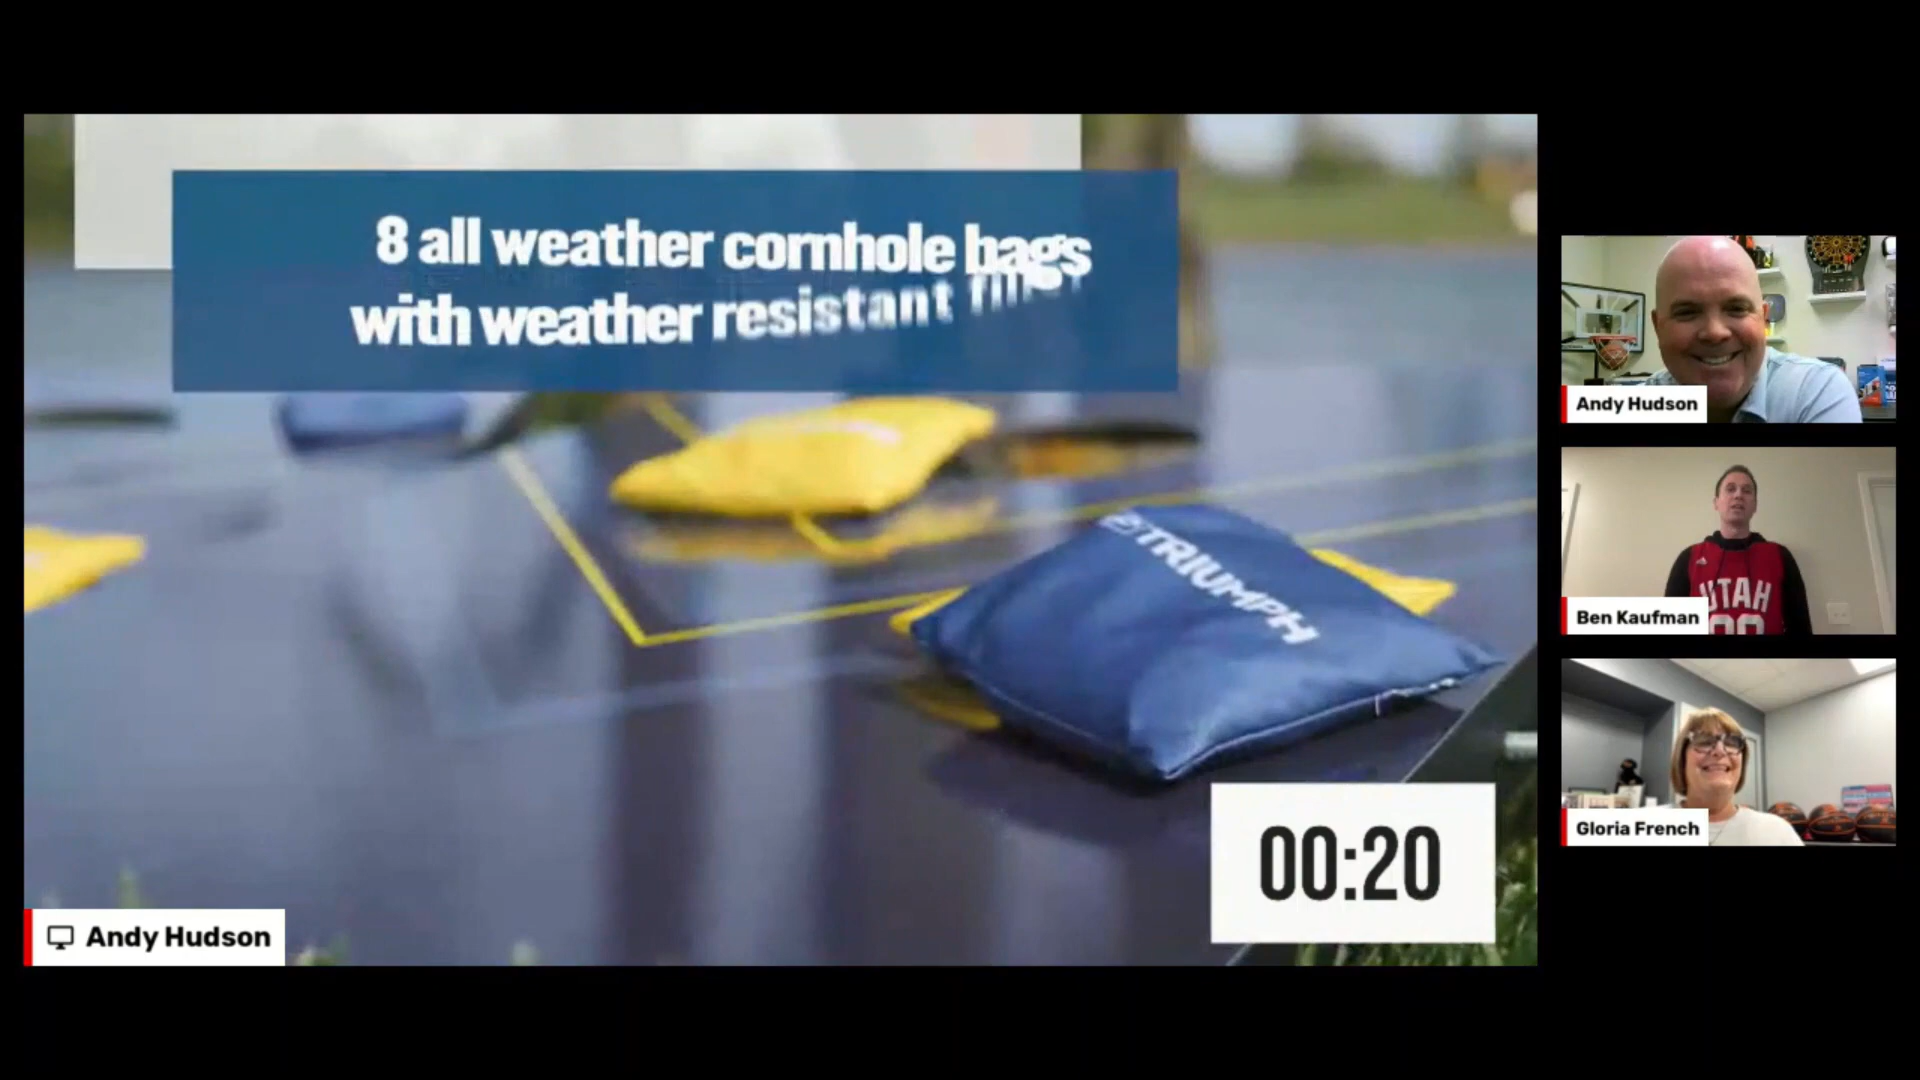 8 all weather cornhole bags
with weather resistant
TRIUMPH
00:20
Andy Hudson
Andy Hudson
UTAH
Ben Kaufman
Gloria French